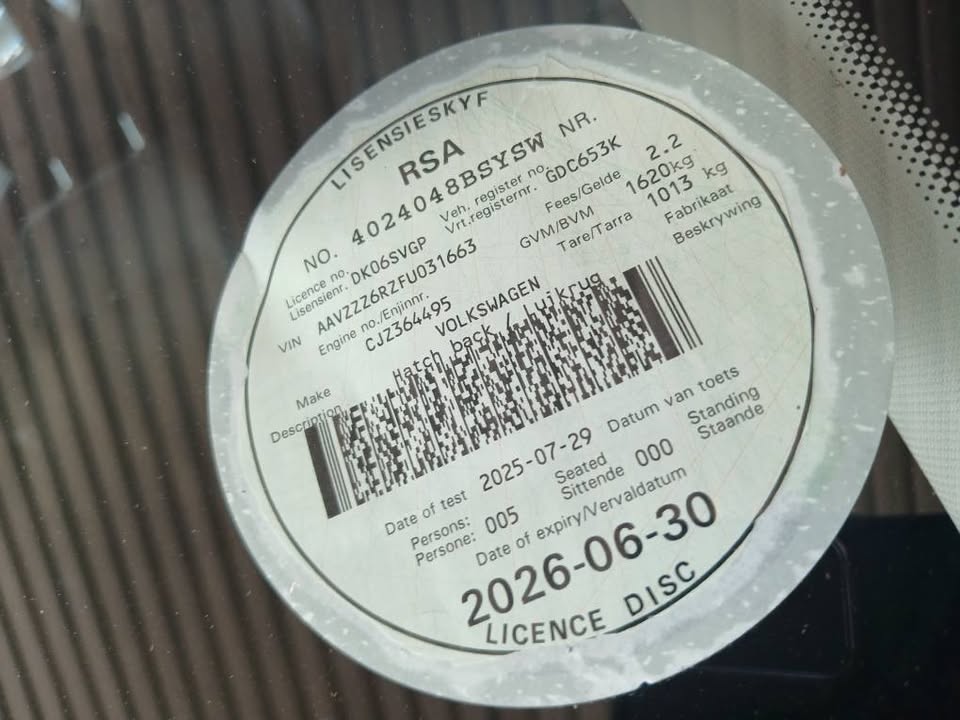 LISENSIESKYF
RSA
NO. 4024048BSYSW NR.
Licence no. DK06SVGP Veh. register no. GDC653K
Lisensienr. Vrt.registernr.
VIN AAVZZZ6RZFU031663 Fees/Gelde 2.2
Engine no./Enjinnr. GVM/BVM 1620kg
CJZ364495 Tare/Tarra 1013 kg
Make VOLKSWAGEN Fabrikaat
Description Hatch back / Luikrug Beskrywing
Date of test 2025-07-29 Datum van toets
Persons: 005 Seated 000 Standing
Persone: Sittende Staande
Date of expiry/Vervaldatum
2026-06-30
LICENCE DISC